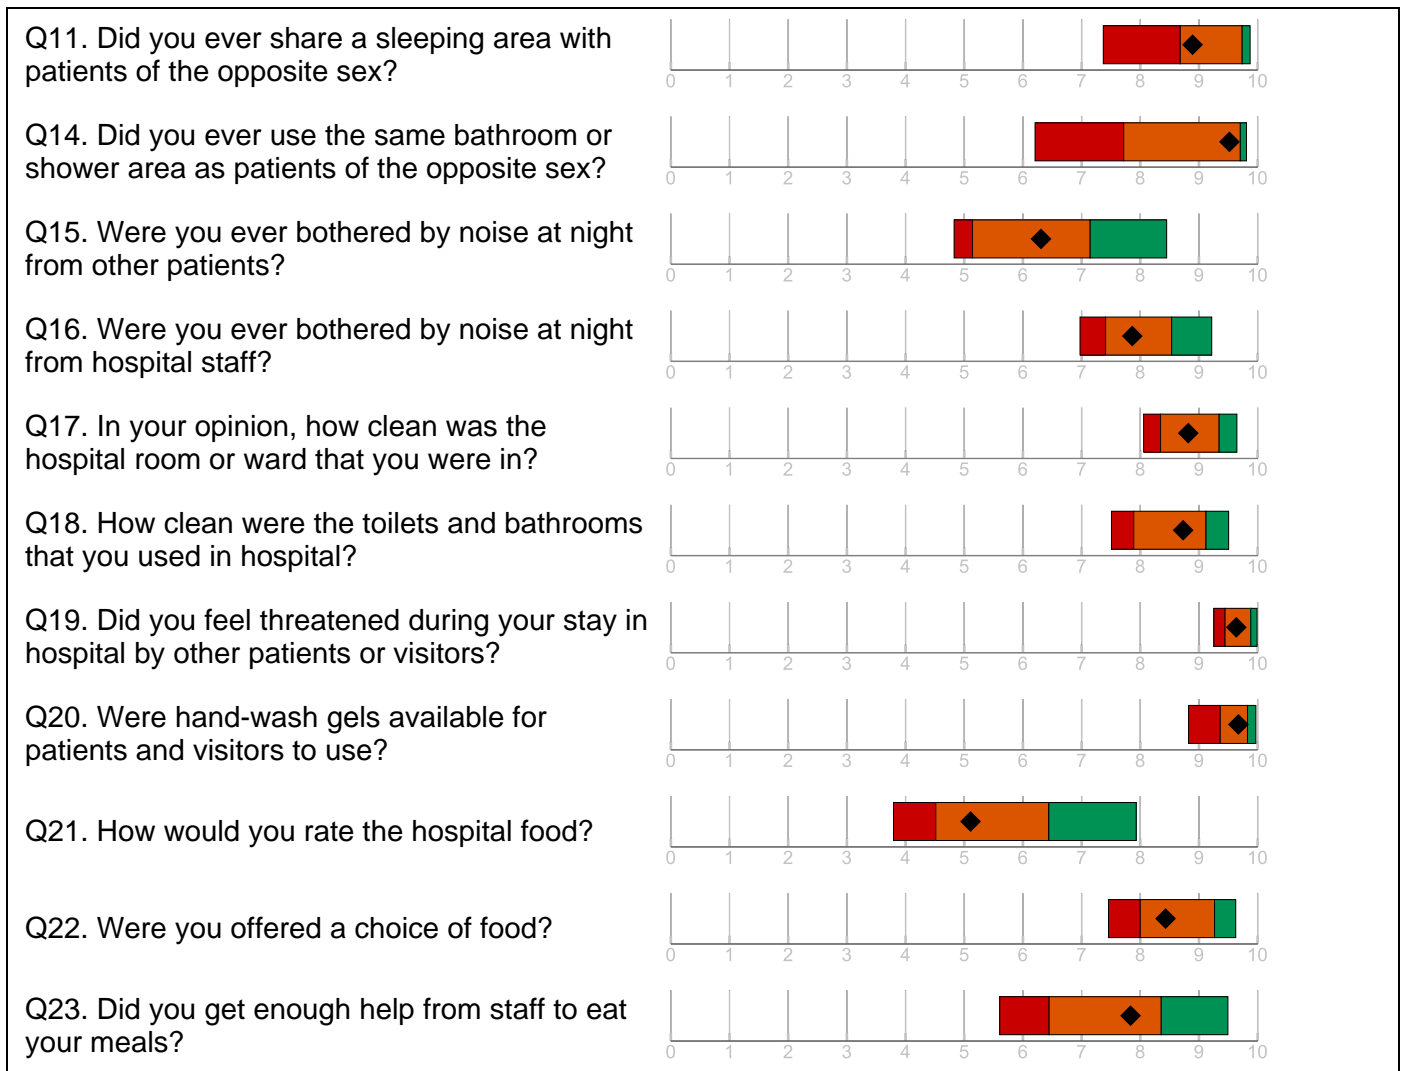 Q11. Did you ever share a sleeping area with
patients of the opposite sex?
0 1 2 3 4 5 6 7 8 9 10
Q14. Did you ever use the same bathroom or
shower area as patients of the opposite sex?
0 1 2 3 4 5 6 7 8 9 10
Q15. Were you ever bothered by noise at night
from other patients?
0 1 2 3 4 5 6 7 8 9 10
Q16. Were you ever bothered by noise at night
from hospital staff?
0 1 2 3 4 5 6 7 8 9 10
Q17. In your opinion, how clean was the
hospital room or ward that you were in?
0 1 2 3 4 5 6 7 8 9 10
Q18. How clean were the toilets and bathrooms
that you used in hospital?
0 1 2 3 4 5 6 7 8 9 10
Q19. Did you feel threatened during your stay in
hospital by other patients or visitors?
0 1 2 3 4 5 6 7 8 9 10
Q20. Were hand-wash gels available for
patients and visitors to use?
0 1 2 3 4 5 6 7 8 9 10
Q21. How would you rate the hospital food?
0 1 2 3 4 5 6 7 8 9 10
Q22. Were you offered a choice of food?
0 1 2 3 4 5 6 7 8 9 10
Q23. Did you get enough help from staff to eat
your meals?
0 1 2 3 4 5 6 7 8 9 10